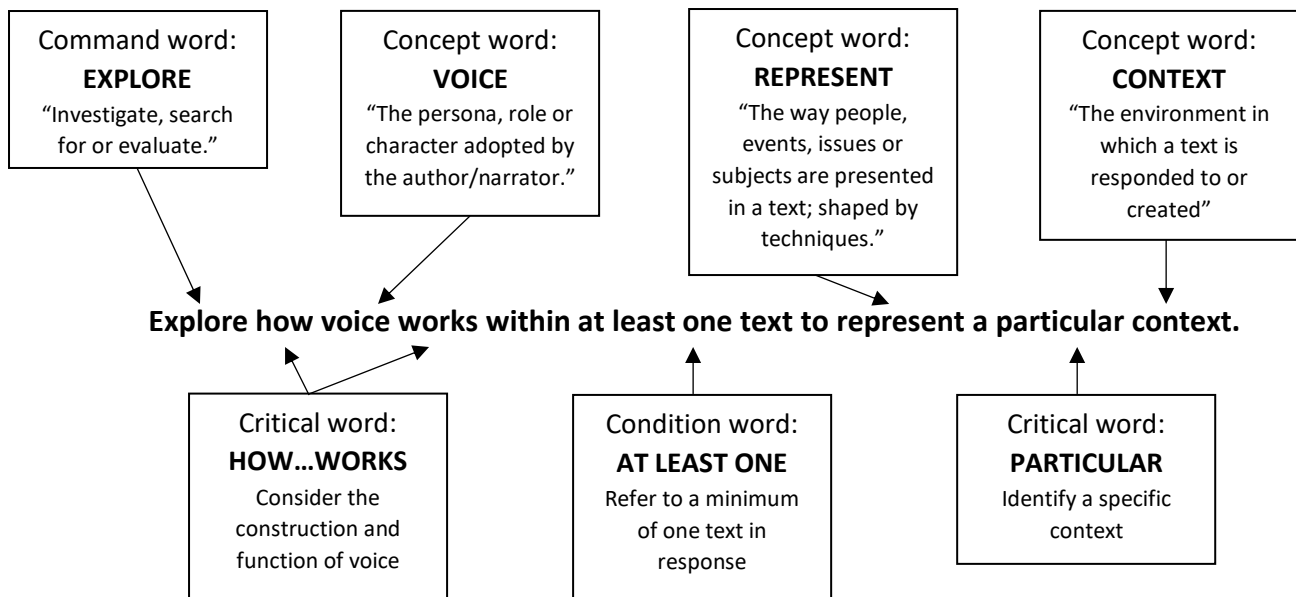 Command word:
EXPLORE
“Investigate, search
for or evaluate.”
Concept word:
VOICE
“The persona, role or
character adopted by
the author/narrator.”
Concept word:
REPRESENT
“The way people,
events, issues or
subjects are presented
in a text; shaped by
techniques.”
Concept word:
CONTEXT
“The environment in
which a text is
responded to or
created”
Explore how voice works within at least one text to represent a particular context.
Critical word:
HOW...WORKS
Consider the
construction and
function of voice
Condition word:
AT LEAST ONE
Refer to a minimum
of one text in
response
Critical word:
PARTICULAR
Identify a specific
context